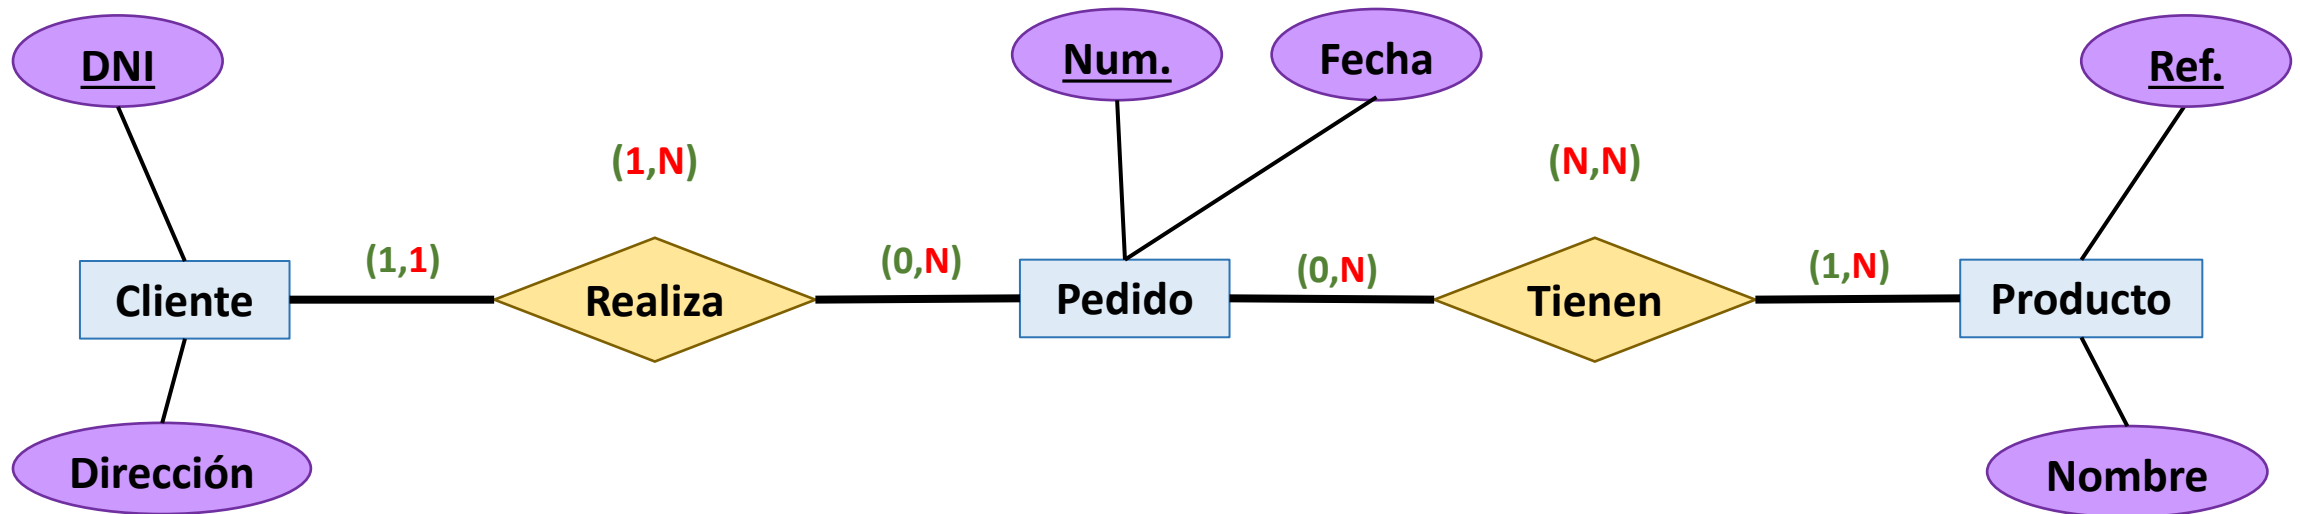 DNI
Num.
Fecha
Ref.
(1,N)
(N,N)
(1,1)
(0,N)
(0,N)
(1,N)
Cliente
Realiza
Pedido
Tienen
Producto
Dirección
Nombre